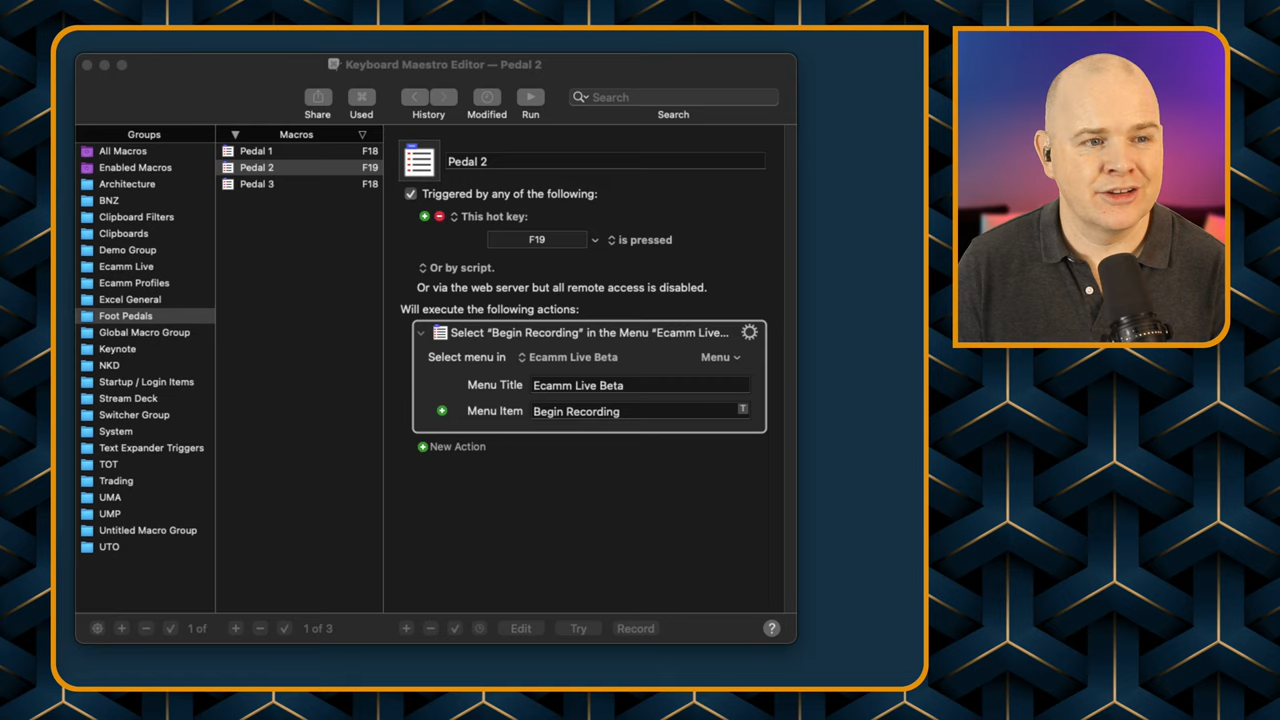 Keyboard Maestro Editor — Pedal 2
Share
Used
History
Modified
Run
Search
Search
Groups
All Macros
Enabled Macros
Architecture
BNZ
Clipboard Filters
Clipboards
Demo Group
Ecamm Live
Ecamm Profiles
Excel General
Foot Pedals
Global Macro Group
Keynote
NKD
Startup / Login Items
Stream Deck
Switcher Group
System
Text Expander Triggers
TOT
Trading
UMA
UMP
Untitled Macro Group
UTO
Macros
Pedal 1 F18
Pedal 2 F19
Pedal 3 F18
Pedal 2
Triggered by any of the following:
This hot key:
F19 is pressed
Or by script.
Or via the web server but all remote access is disabled.
Will execute the following actions:
Select “Begin Recording” in the Menu “Ecamm Live...
Select menu in Ecamm Live Beta Menu
Menu Title Ecamm Live Beta
Menu Item Begin Recording T
New Action
1 of
1 of 3
Edit
Try
Record
?